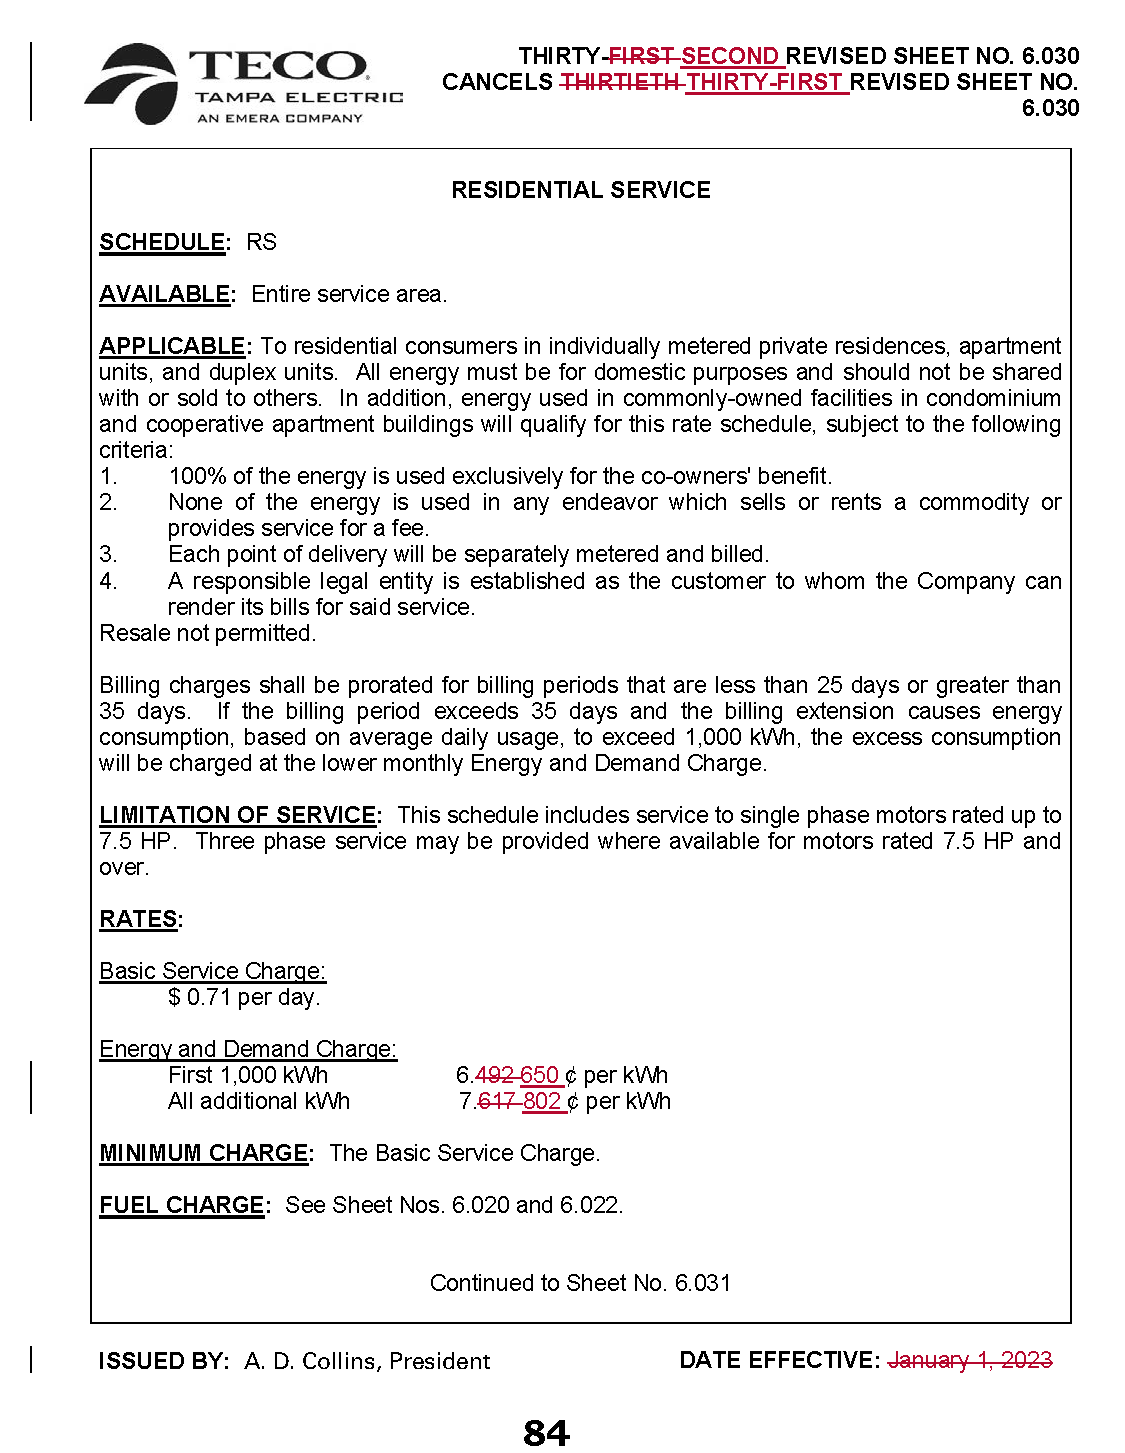 TECO
TAMPA ELECTRIC
AN EMERA COMPANY
THIRTY-FIRST SECOND REVISED SHEET NO. 6.030
CANCELS THIRTIETH THIRTY-FIRST REVISED SHEET NO.
6.030
RESIDENTIAL SERVICE
SCHEDULE: RS
AVAILABLE: Entire service area.
APPLICABLE: To residential consumers in individually metered private residences, apartment
units, and duplex units. All energy must be for domestic purposes and should not be shared
with or sold to others. In addition, energy used in commonly-owned facilities in condominium
and cooperative apartment buildings will qualify for this rate schedule, subject to the following
criteria:
1. 100% of the energy is used exclusively for the co-owners' benefit.
2. None of the energy is used in any endeavor which sells or rents a commodity or
provides service for a fee.
3. Each point of delivery will be separately metered and billed.
4. A responsible legal entity is established as the customer to whom the Company can
render its bills for said service.
Resale not permitted.
Billing charges shall be prorated for billing periods that are less than 25 days or greater than
35 days. If the billing period exceeds 35 days and the billing extension causes energy
consumption, based on average daily usage, to exceed 1,000 kWh, the excess consumption
will be charged at the lower monthly Energy and Demand Charge.
LIMITATION OF SERVICE: This schedule includes service to single phase motors rated up to
7.5 HP. Three phase service may be provided where available for motors rated 7.5 HP and
over.
RATES:
Basic Service Charge:
$ 0.71 per day.
Energy and Demand Charge:
First 1,000 kWh 6.492 650 ¢ per kWh
All additional kWh 7.617 802 ¢ per kWh
MINIMUM CHARGE: The Basic Service Charge.
FUEL CHARGE: See Sheet Nos. 6.020 and 6.022.
Continued to Sheet No. 6.031
ISSUED BY: A. D. Collins, President DATE EFFECTIVE: January 1, 2023
84